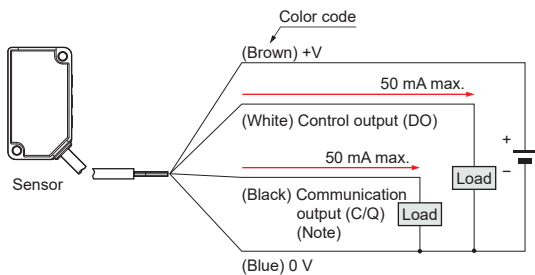 Color code
(Brown) +V
50 mA max.
(White) Control output (DO)
+
−
Load
50 mA max.
Sensor
(Black) Communication
output (C/Q)
Load
(Note)
(Blue) 0 V